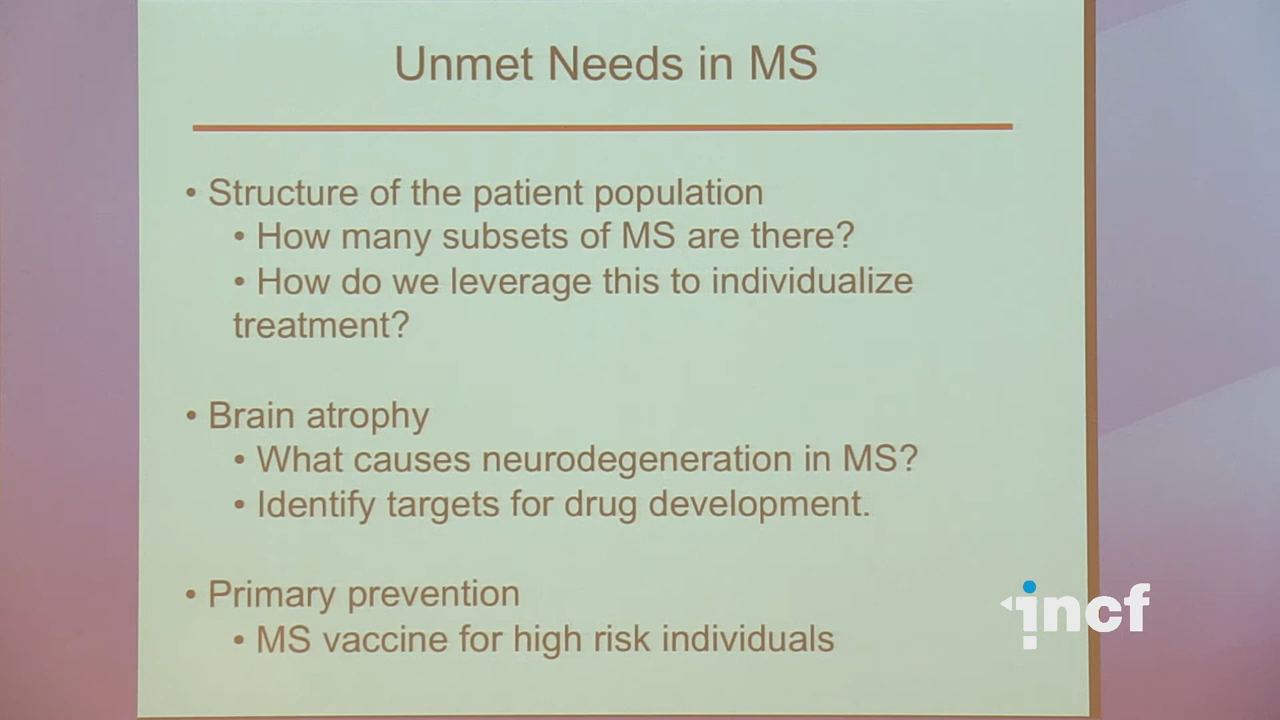 Unmet Needs in MS
• Structure of the patient population
• How many subsets of MS are there?
• How do we leverage this to individualize
treatment?
• Brain atrophy
• What causes neurodegeneration in MS?
• Identify targets for drug development.
• Primary prevention
• MS vaccine for high risk individuals
incf